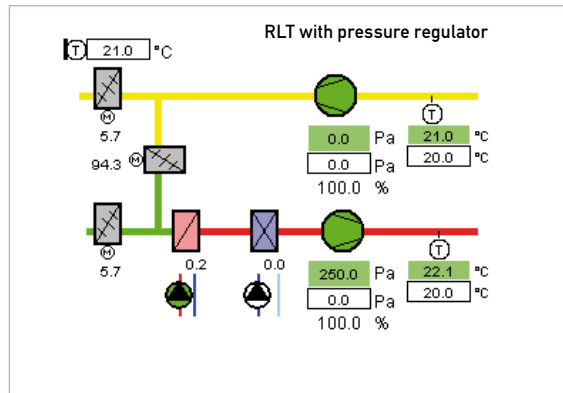 RLT with pressure regulator
T 21.0 °C
M
5.7
T
0.0 Pa 21.0 °C
94.3 M
0.0 Pa 20.0 °C
100.0 %
M
5.7
0.2 0.0
T
250.0 Pa 22.1 °C
0.0 Pa 20.0 °C
100.0 %